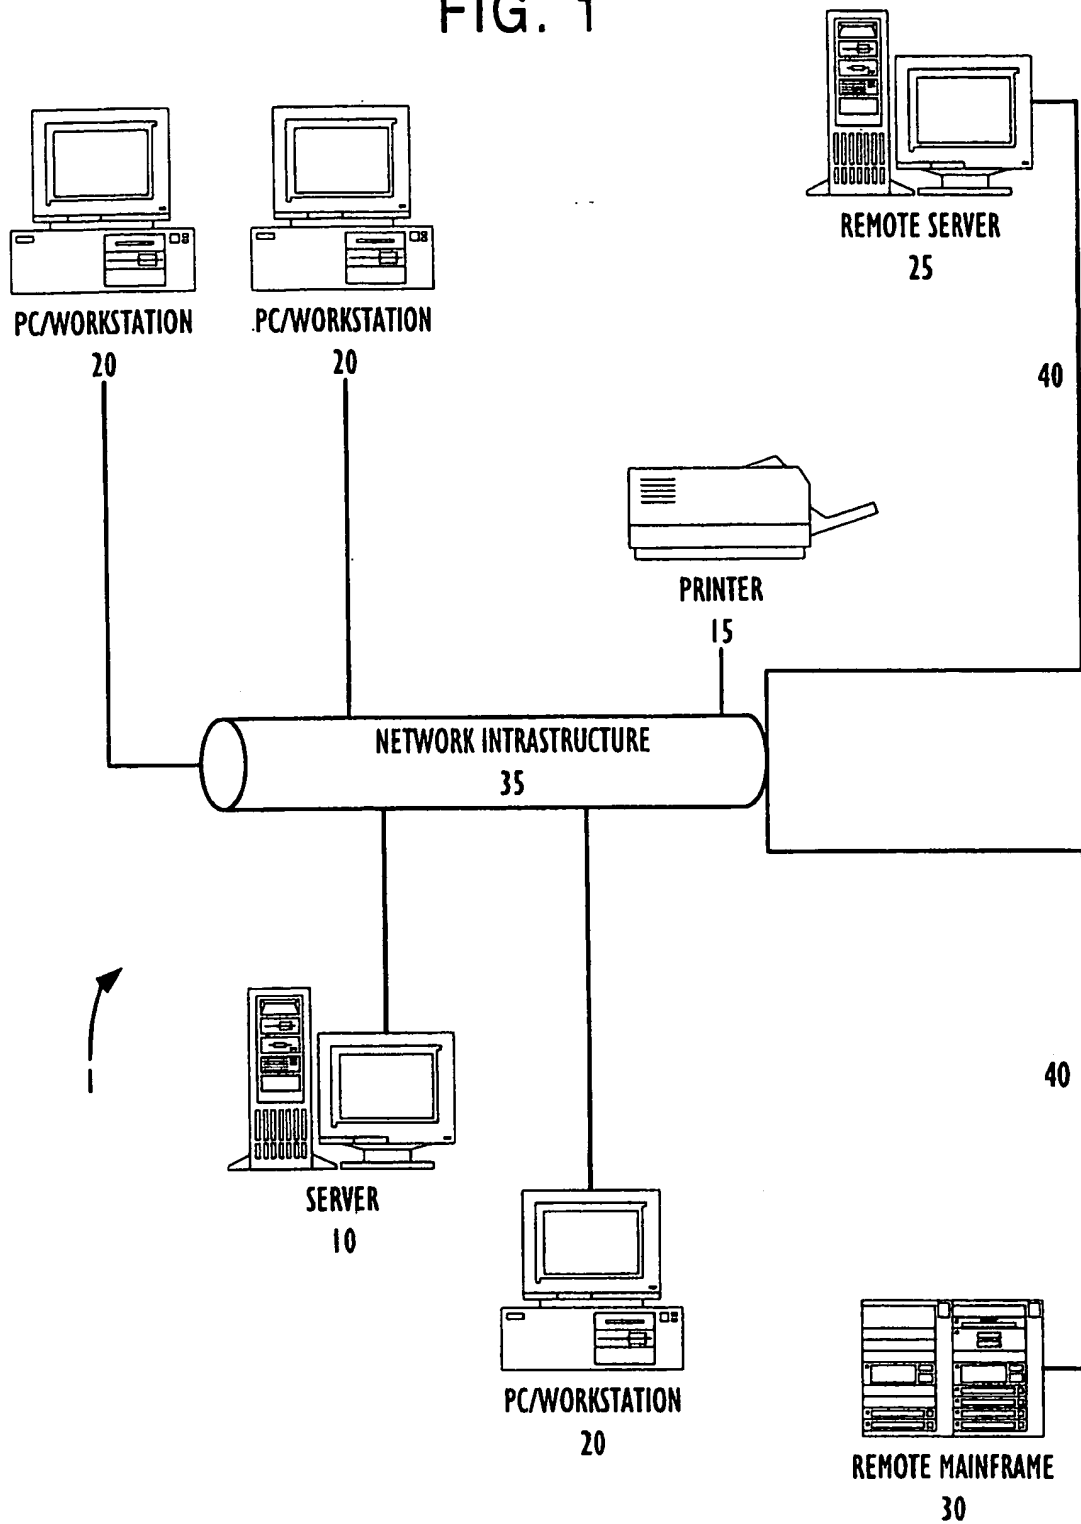 FIG. 1
REMOTE SERVER
25
PC/WORKSTATION
20
PC/WORKSTATION
20
40
PRINTER
15
NETWORK INTRASTRUCTURE
35
1
40
SERVER
10
PC/WORKSTATION
20
REMOTE MAINFRAME
30